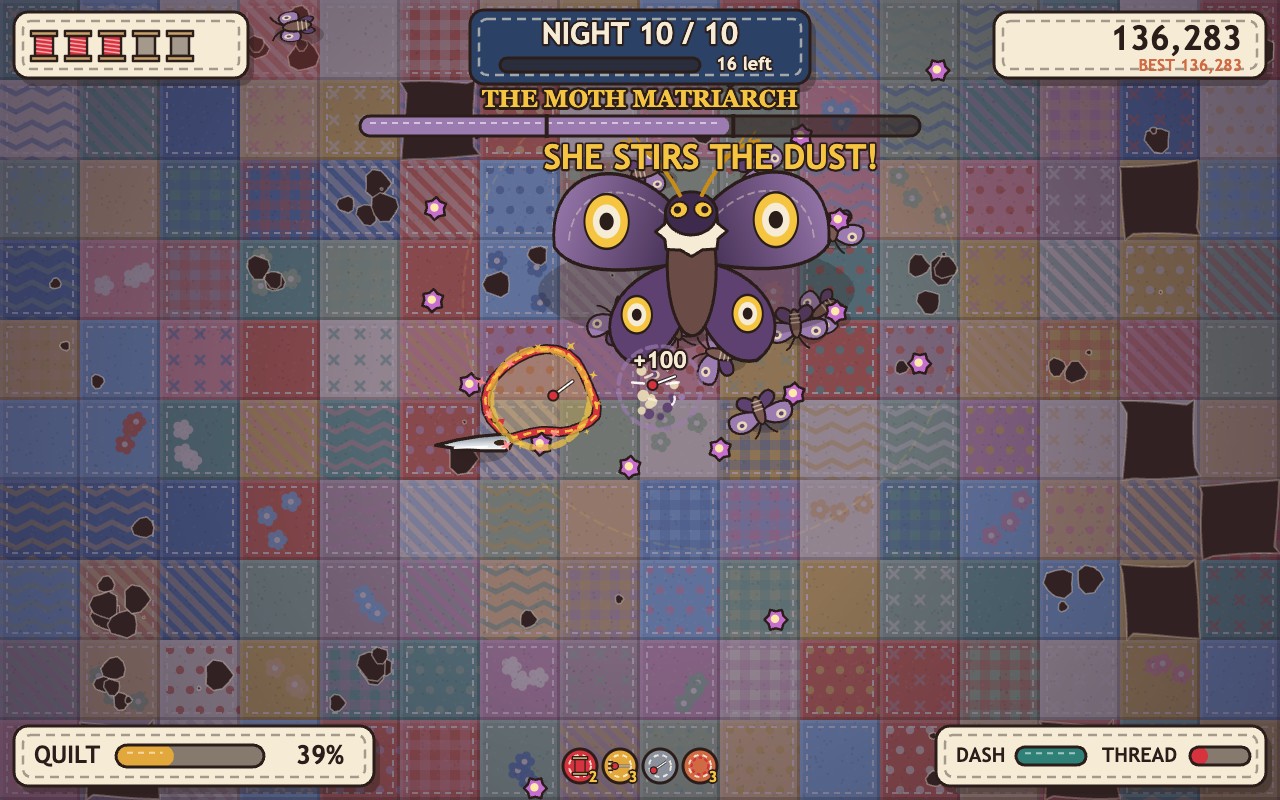 NIGHT 10 / 10
16 left
136,283
BEST 136,283
THE MOTH MATRIARCH
SHE STIRS THE DUST!
+100
QUILT 39%
2
3
3
DASH THREAD